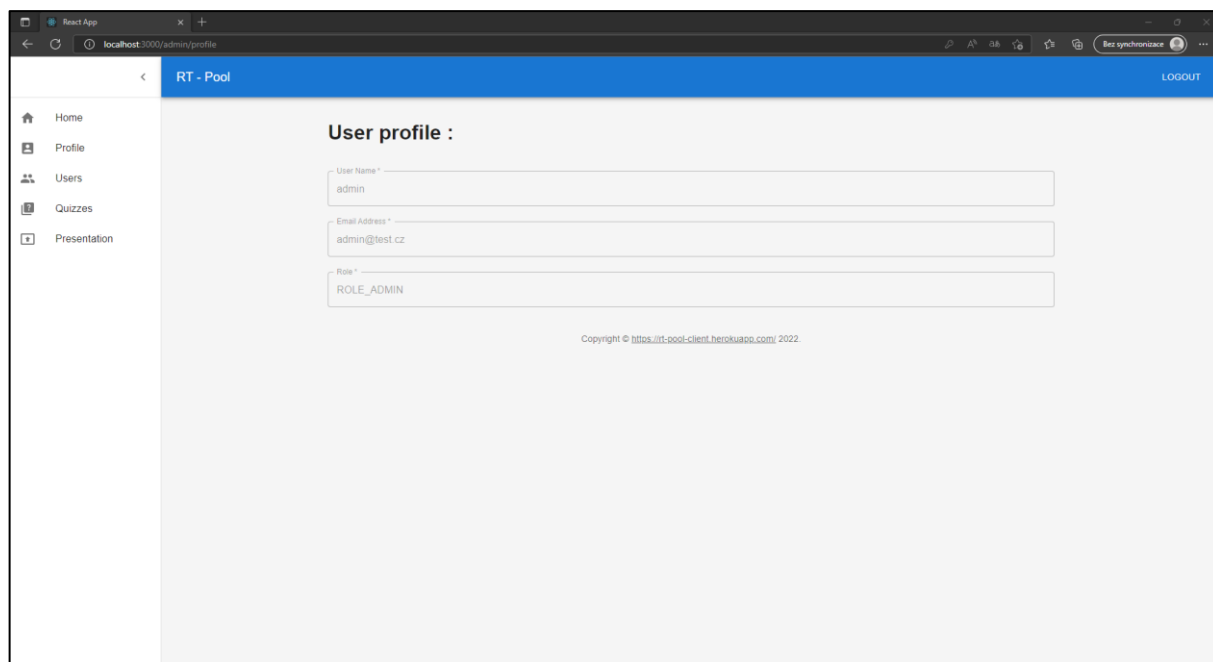 React App
localhost:3000/admin/profile
Bez synchronizace
RT - Pool
LOGOUT
Home
Profile
Users
Quizzes
Presentation
User profile :
User Name *
admin
Email Address *
admin@test.cz
Role *
ROLE_ADMIN
Copyright © https://rt-pool-client.herokuapp.com/ 2022.